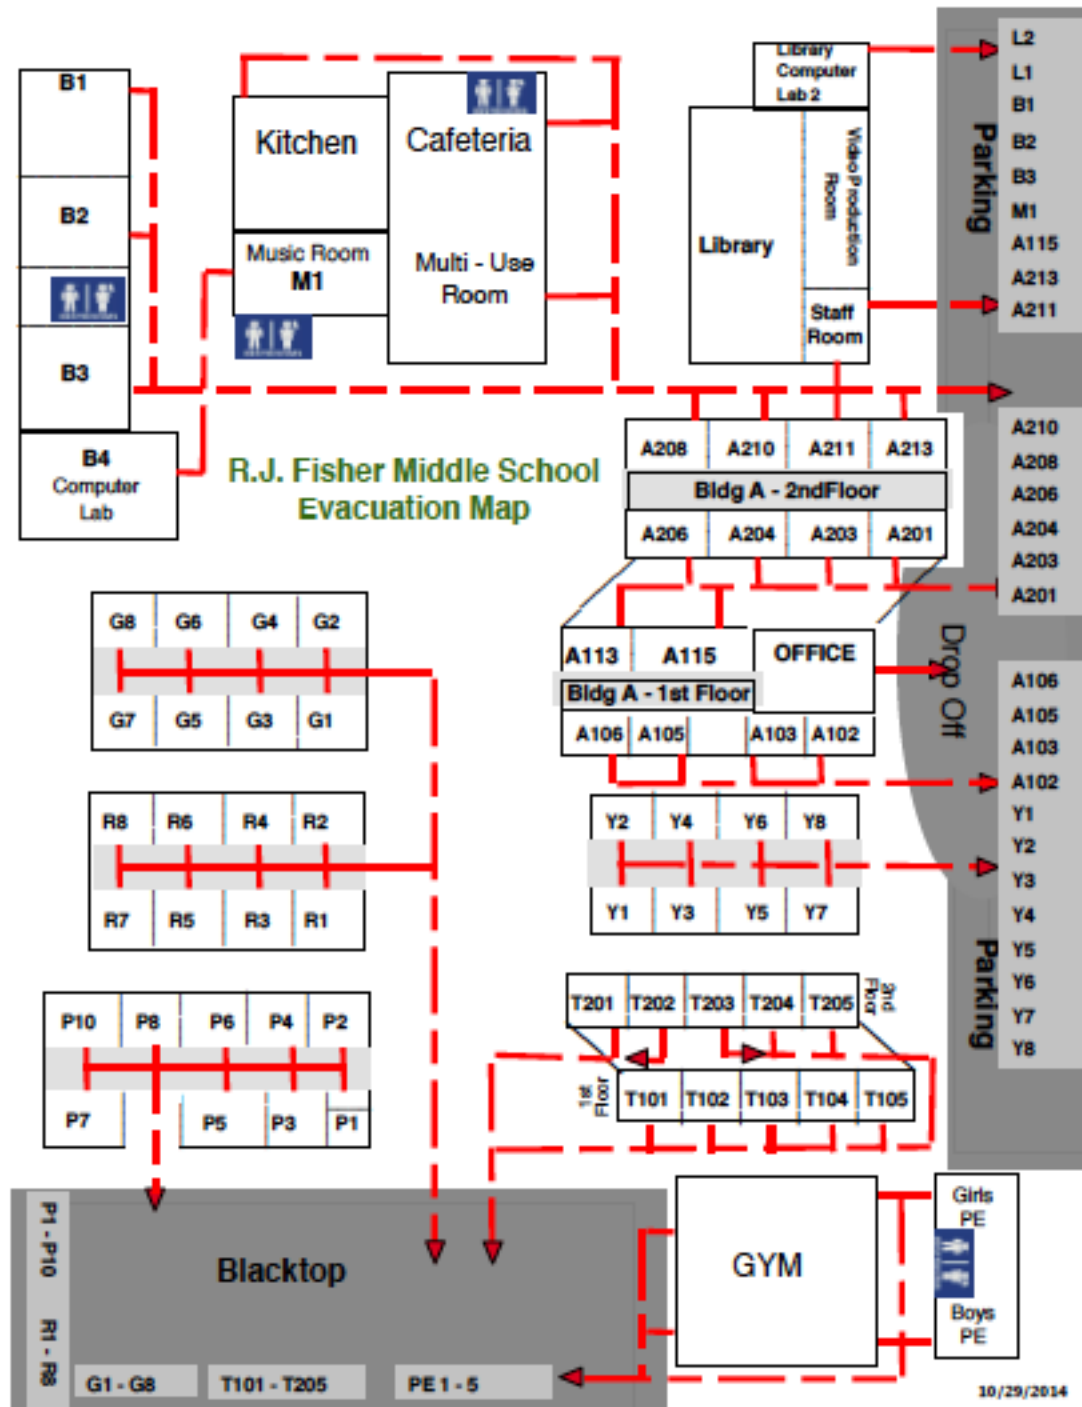 Library
Computer
Lab 2
L2
L1
B1
B2
B3
M1
A115
A213
A211
Parking
B1
B2
B3
B4
Computer
Lab
Kitchen
Music Room
M1
Cafeteria
Multi - Use
Room
Library
Video Production
Room
Staff
Room
R.J. Fisher Middle School
Evacuation Map
A208 A210 A211 A213
Bldg A - 2ndFloor
A206 A204 A203 A201
A210
A208
A206
A204
A203
A201
A113 A115 OFFICE
Bldg A - 1st Floor
A106 A105 A103 A102
Drop Off
A106
A105
A103
A102
Y1
Y2
Y3
Y4
Y5
Y6
Y7
Y8
Parking
G8 G6 G4 G2
G7 G5 G3 G1
R8 R6 R4 R2
R7 R5 R3 R1
Y2 Y4 Y6 Y8
Y1 Y3 Y5 Y7
P10 P8 P6 P4 P2
P7 P5 P3 P1
T201 T202 T203 T204 T205
2nd
Floor
1st
Floor
T101 T102 T103 T104 T105
P1 - P10
R1 - R8
Blacktop
G1 - G8
T101 - T205
PE 1 - 5
GYM
Girls
PE
Boys
PE
10/29/2014